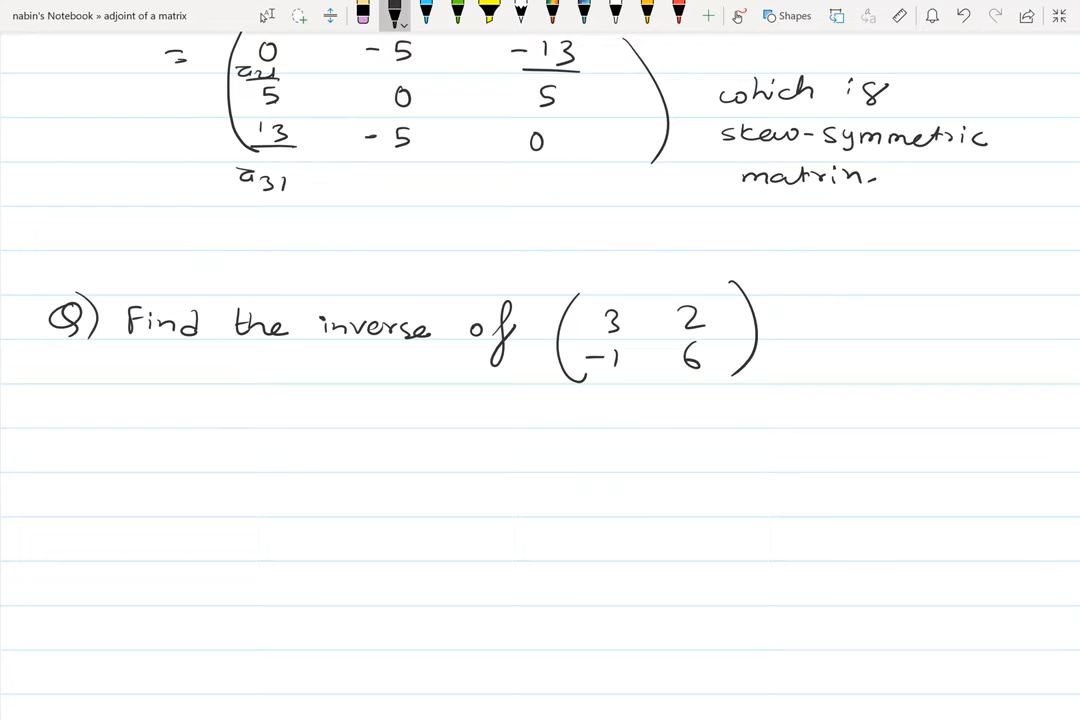 nabin's Notebook » adjoint of a matrix
Shapes
= ( 0 - 5 - 13
a21
5 0 5
13 - 5 0 )
a31
which is
skew-symmetric
matrin.
Q) Find the inverse of ( 3 2
-1 6 )